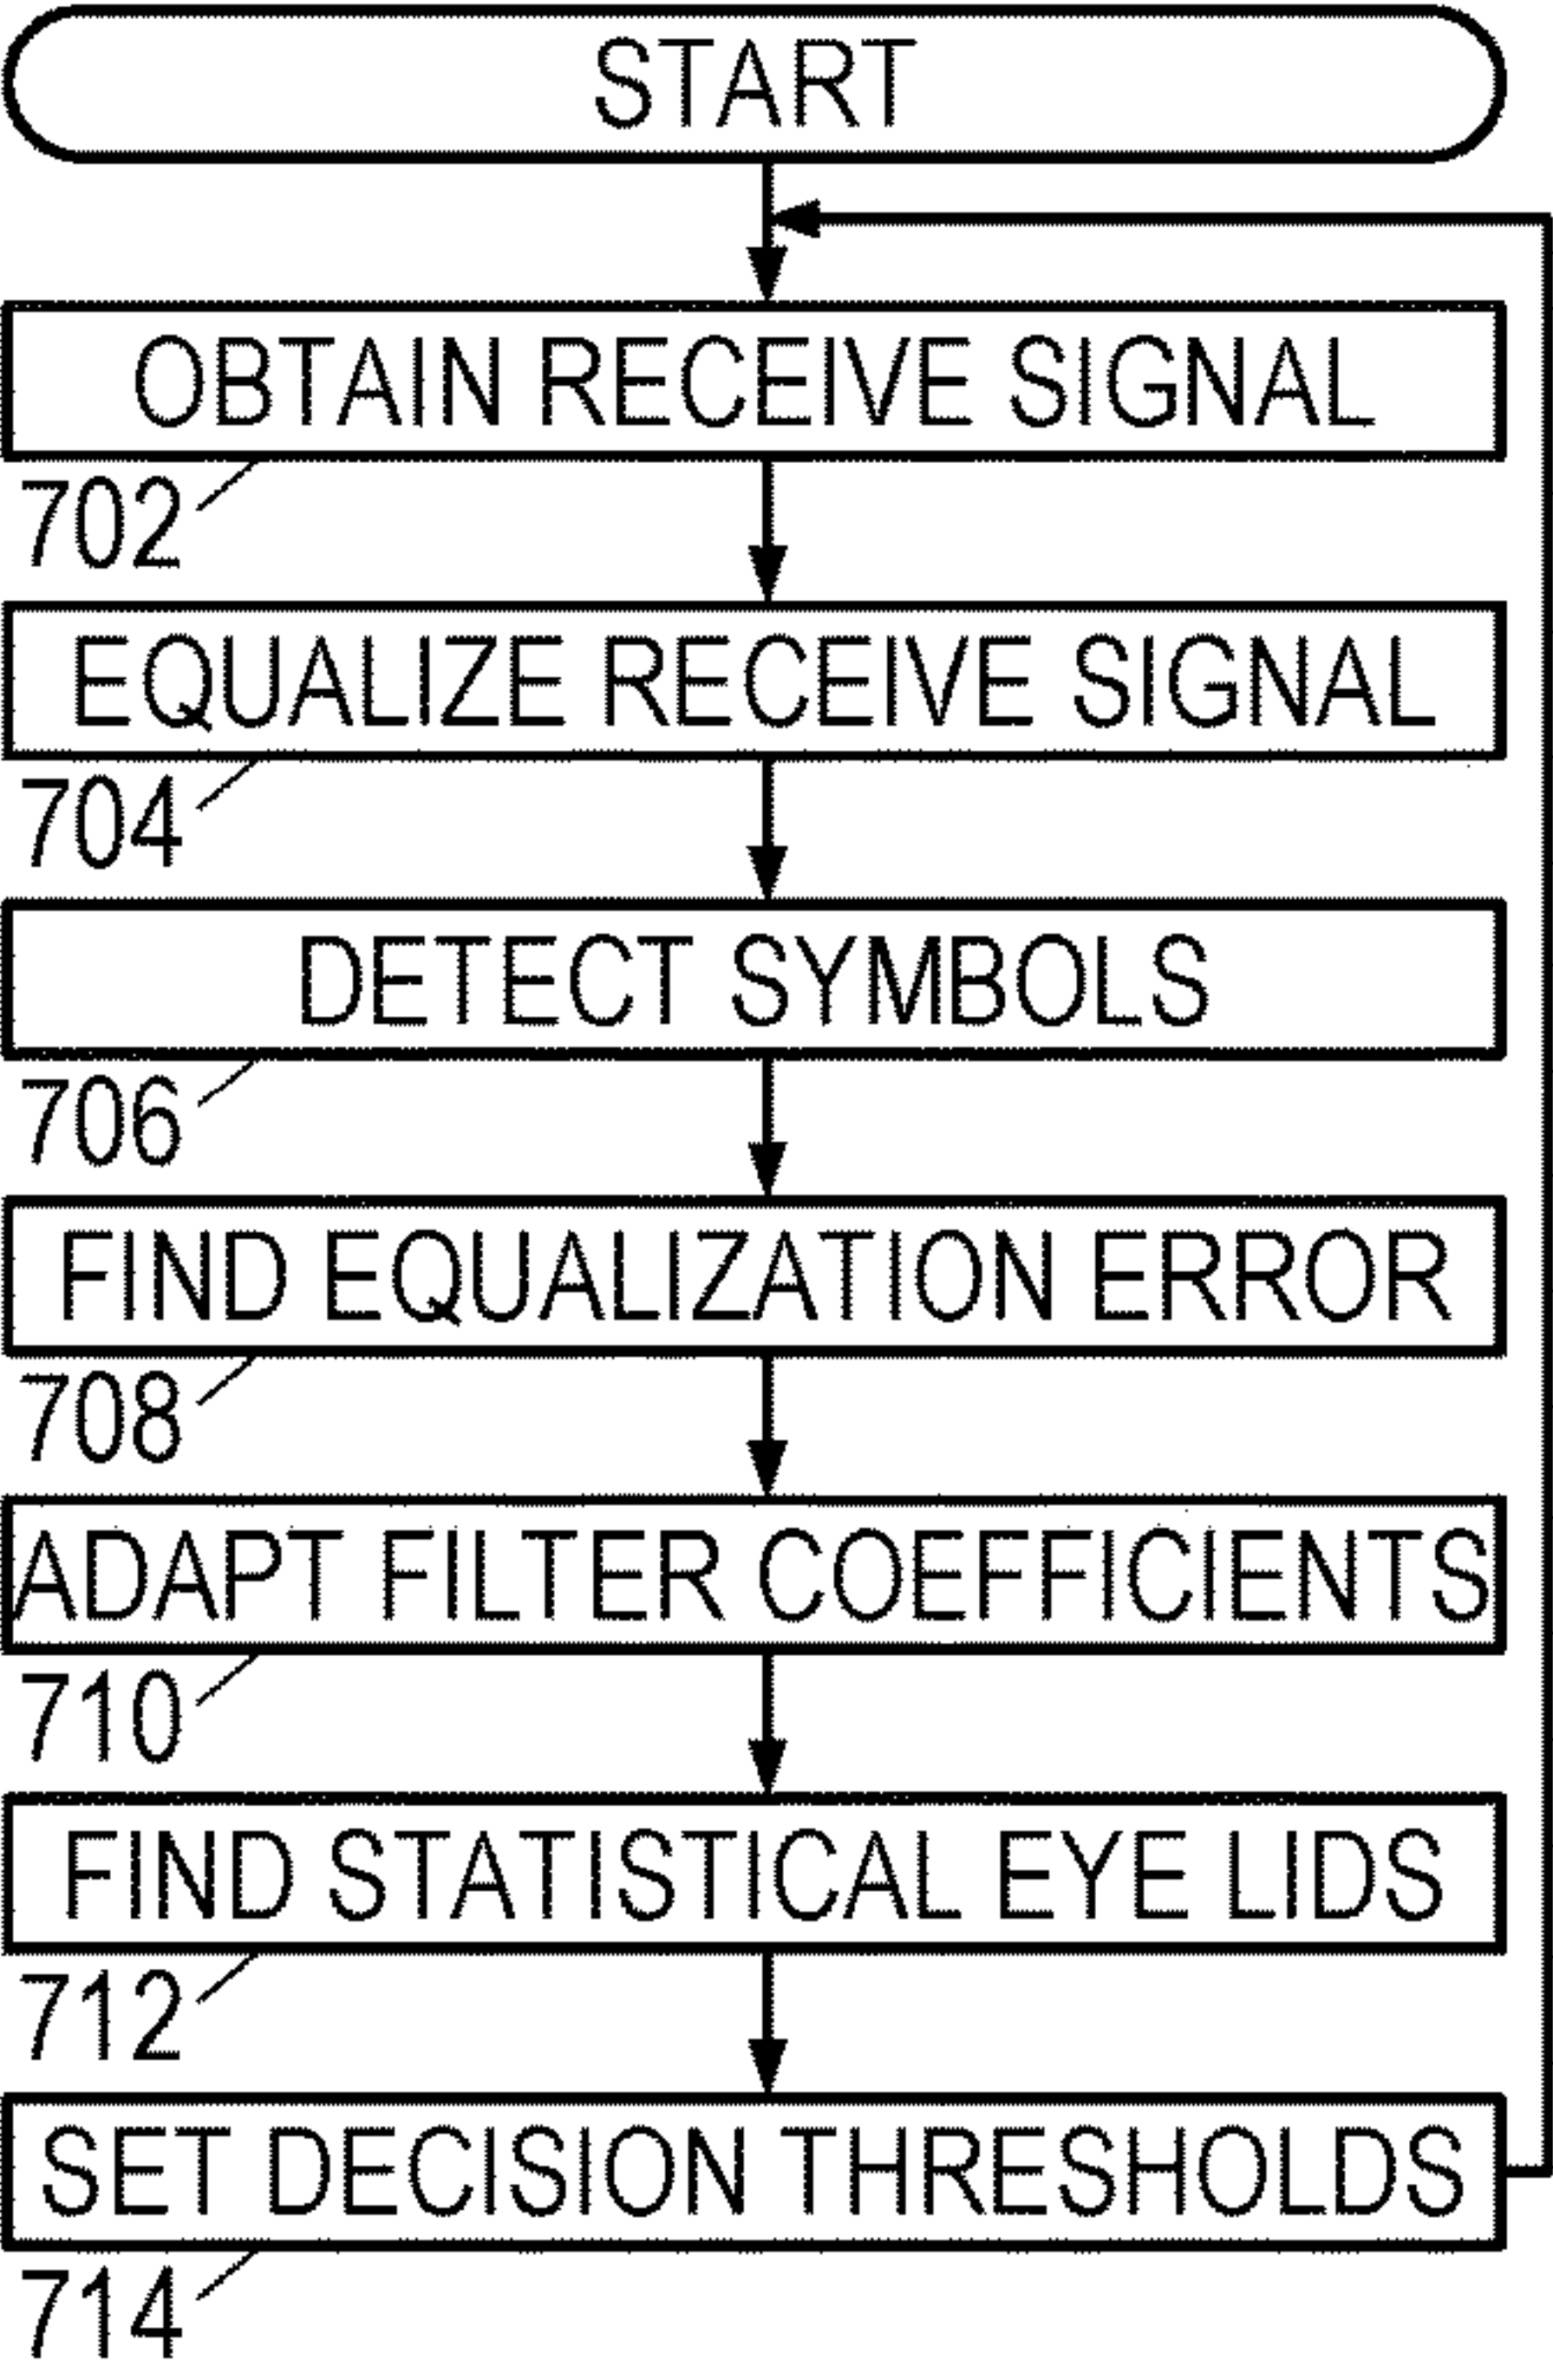 START
OBTAIN RECEIVE SIGNAL
702
EQUALIZE RECEIVE SIGNAL
704
DETECT SYMBOLS
706
FIND EQUALIZATION ERROR
708
ADAPT FILTER COEFFICIENTS
710
FIND STATISTICAL EYE LIDS
712
SET DECISION THRESHOLDS
714